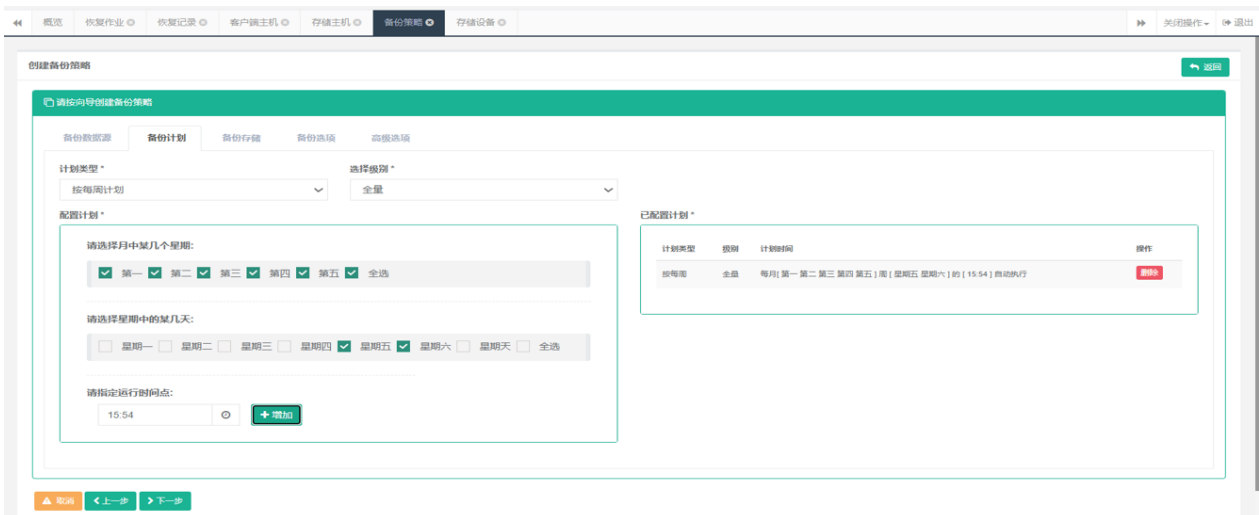 概览 恢复作业 恢复记录 客户端主机 存储主机 备份策略 存储设备 关闭操作 退出
创建备份策略 返回
请按向导创建备份策略
备份数据源 备份计划 备份存储 备份选项 高级选项
计划类型 * 选择级别 *
按每周计划 全量
配置计划 * 已配置计划 *
请选择月中某几个星期:
计划类型 级别 计划时间 操作
第一 第二 第三 第四 第五 全选
按每周 全量 每月[ 第一 第二 第三 第四 第五 ] 周 [ 星期五 星期六 ] 的 [ 15:54 ] 自动执行 删除
请选择星期中的某几天:
星期一 星期二 星期三 星期四 星期五 星期六 星期天 全选
请指定运行时间点:
15:54 增加
取消 上一步 下一步